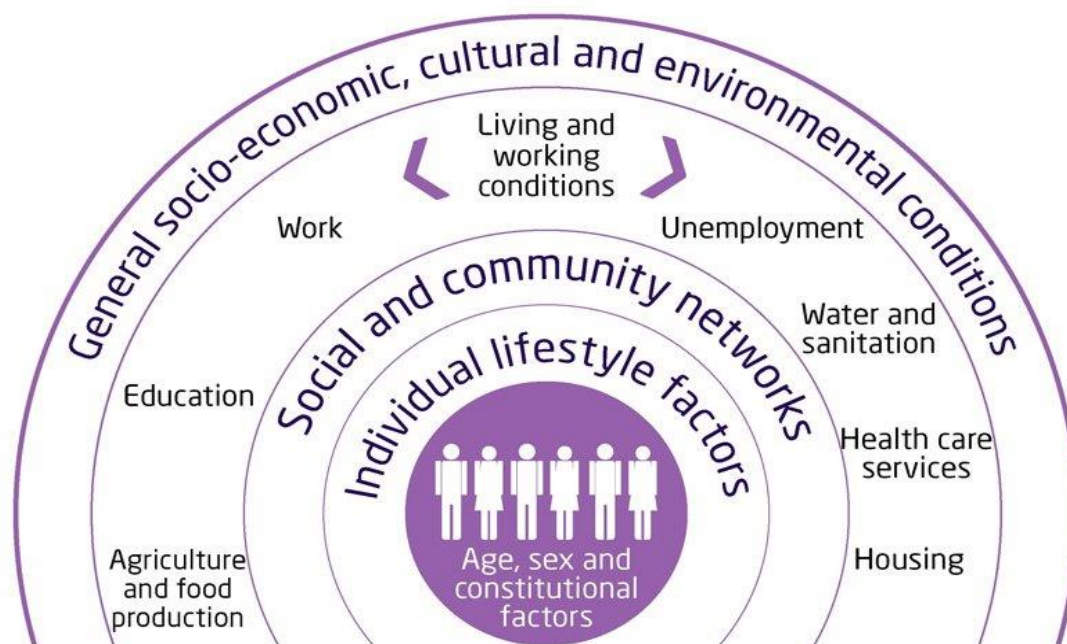 General socio-economic, cultural and environmental conditions
Living and
working
conditions
Work
Unemployment
Social and community networks
Water and
sanitation
Individual lifestyle factors
Education
Health care
services
Agriculture
and food
production
Housing
Age, sex and
constitutional
factors